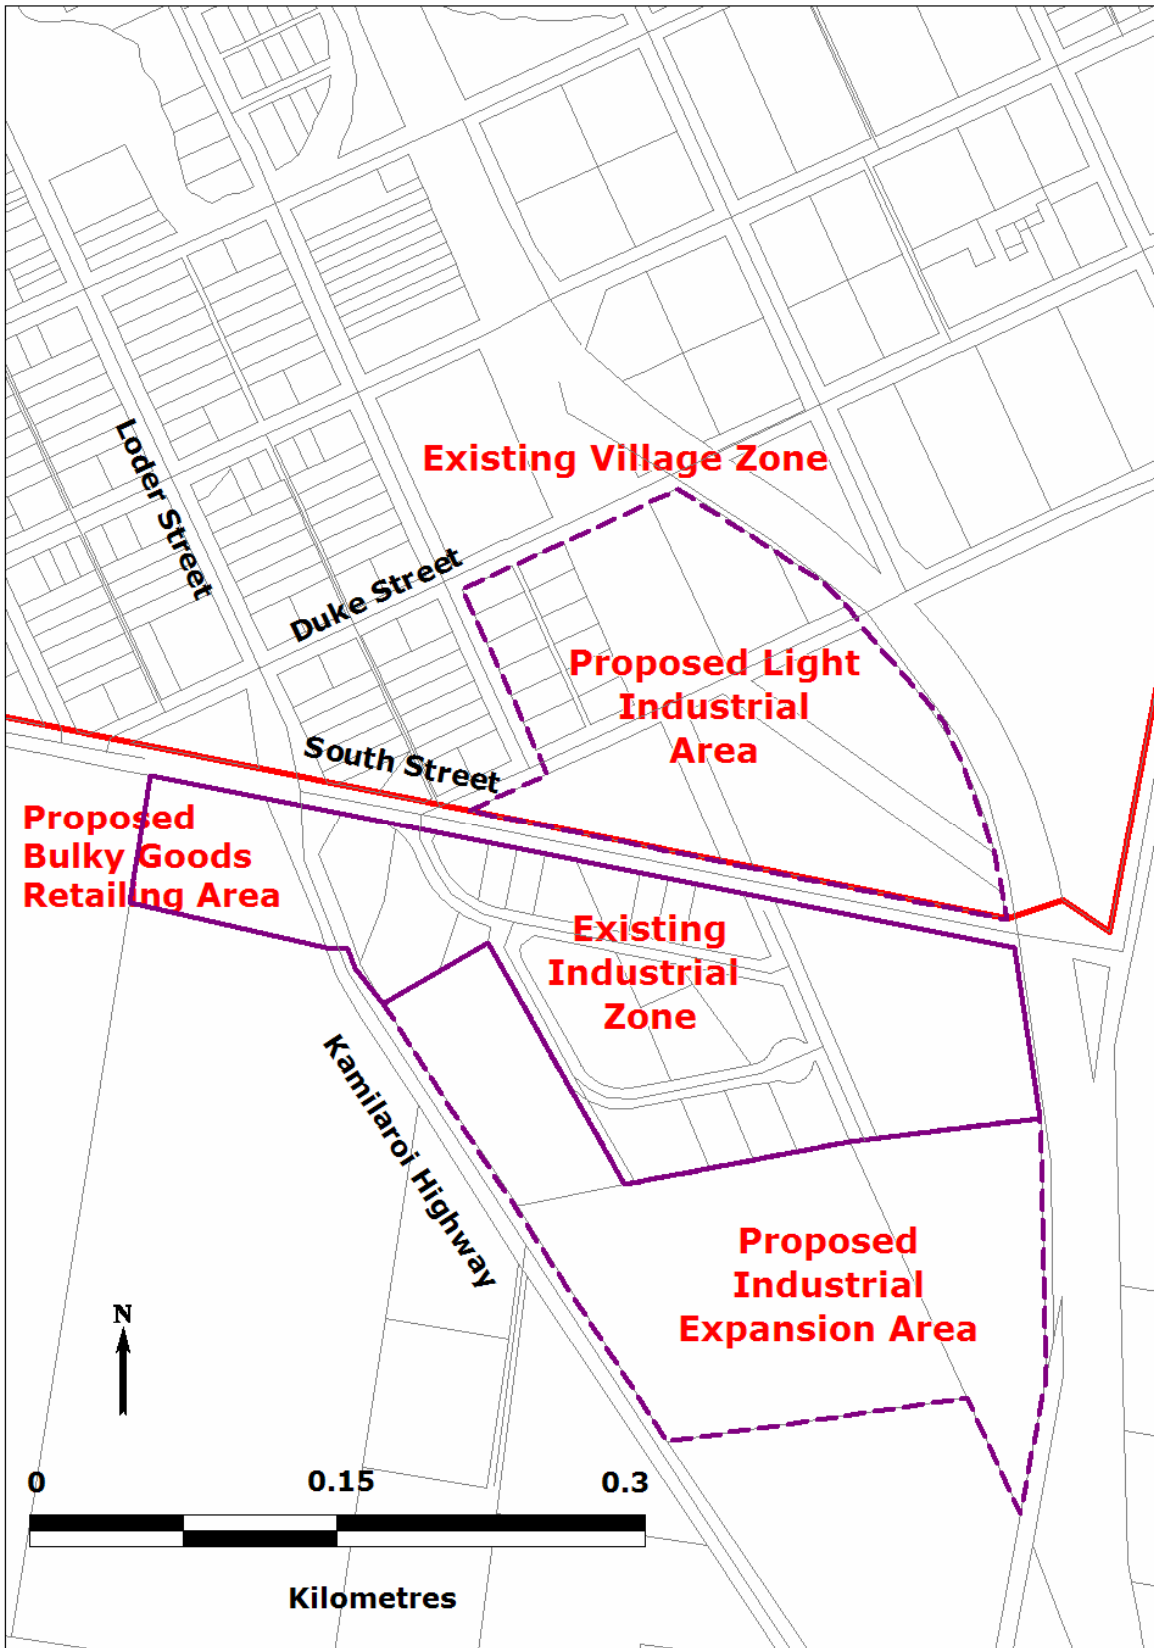 Existing Village Zone
Loder Street
Duke Street
Proposed Light
Industrial
Area
South Street
Proposed
Bulky Goods
Retailing Area
Existing
Industrial
Zone
Kamilaroi Highway
Proposed
Industrial
Expansion Area
N
0 0.15 0.3
Kilometres